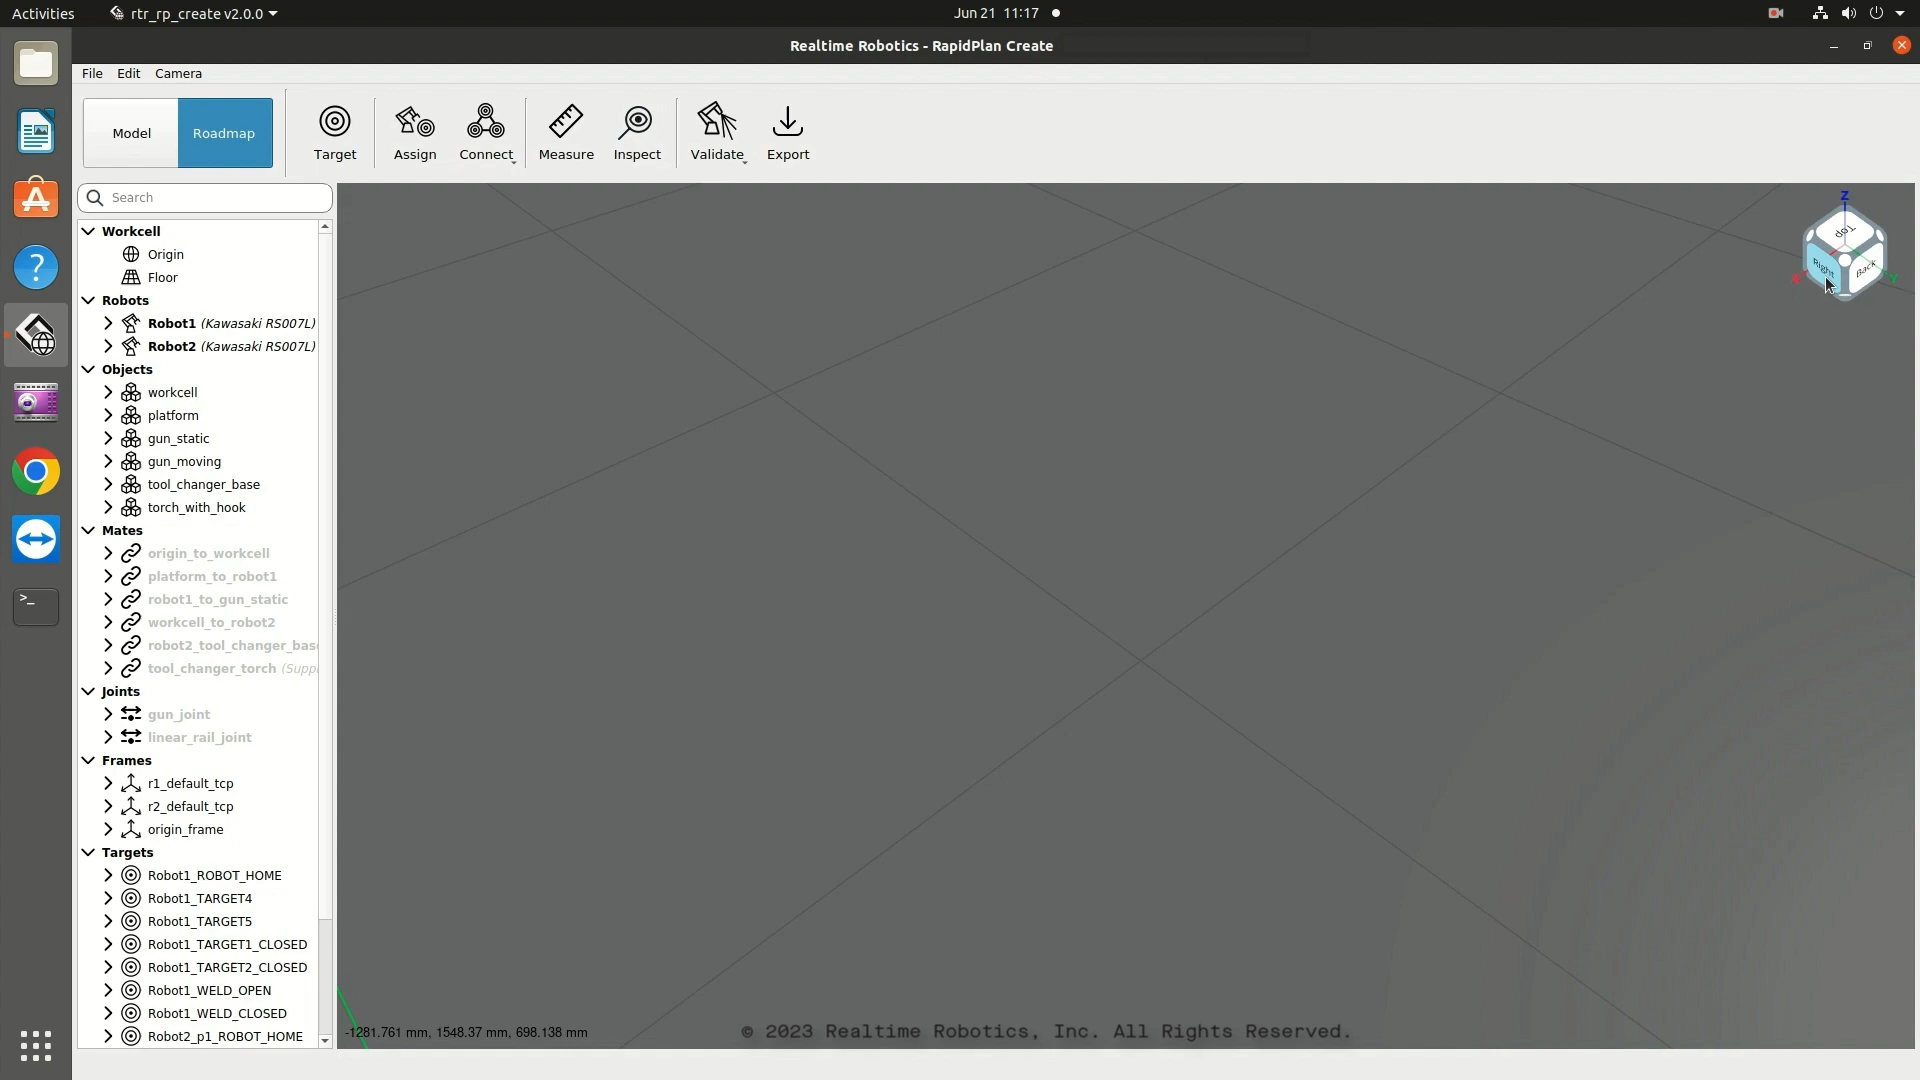 Activities
rtr_rp_create v2.0.0
Jun 21 11:17
Realtime Robotics - RapidPlan Create
File Edit Camera
Model
Roadmap
Target
Assign
Connect
Measure
Inspect
Validate
Export
Search
Workcell
Origin
Floor
Robots
Robot1 (Kawasaki RS007L)
Robot2 (Kawasaki RS007L)
Objects
workcell
platform
gun_static
gun_moving
tool_changer_base
torch_with_hook
Mates
origin_to_workcell
platform_to_robot1
robot1_to_gun_static
workcell_to_robot2
robot2_tool_changer_bas
tool_changer_torch (Supp
Joints
gun_joint
linear_rail_joint
Frames
r1_default_tcp
r2_default_tcp
origin_frame
Targets
Robot1_ROBOT_HOME
Robot1_TARGET4
Robot1_TARGET5
Robot1_TARGET1_CLOSED
Robot1_TARGET2_CLOSED
Robot1_WELD_OPEN
Robot1_WELD_CLOSED
Robot2_p1_ROBOT_HOME
Z
Top
Right
Back
X
Y
-1281.761 mm, 1548.37 mm, 698.138 mm
© 2023 Realtime Robotics, Inc. All Rights Reserved.